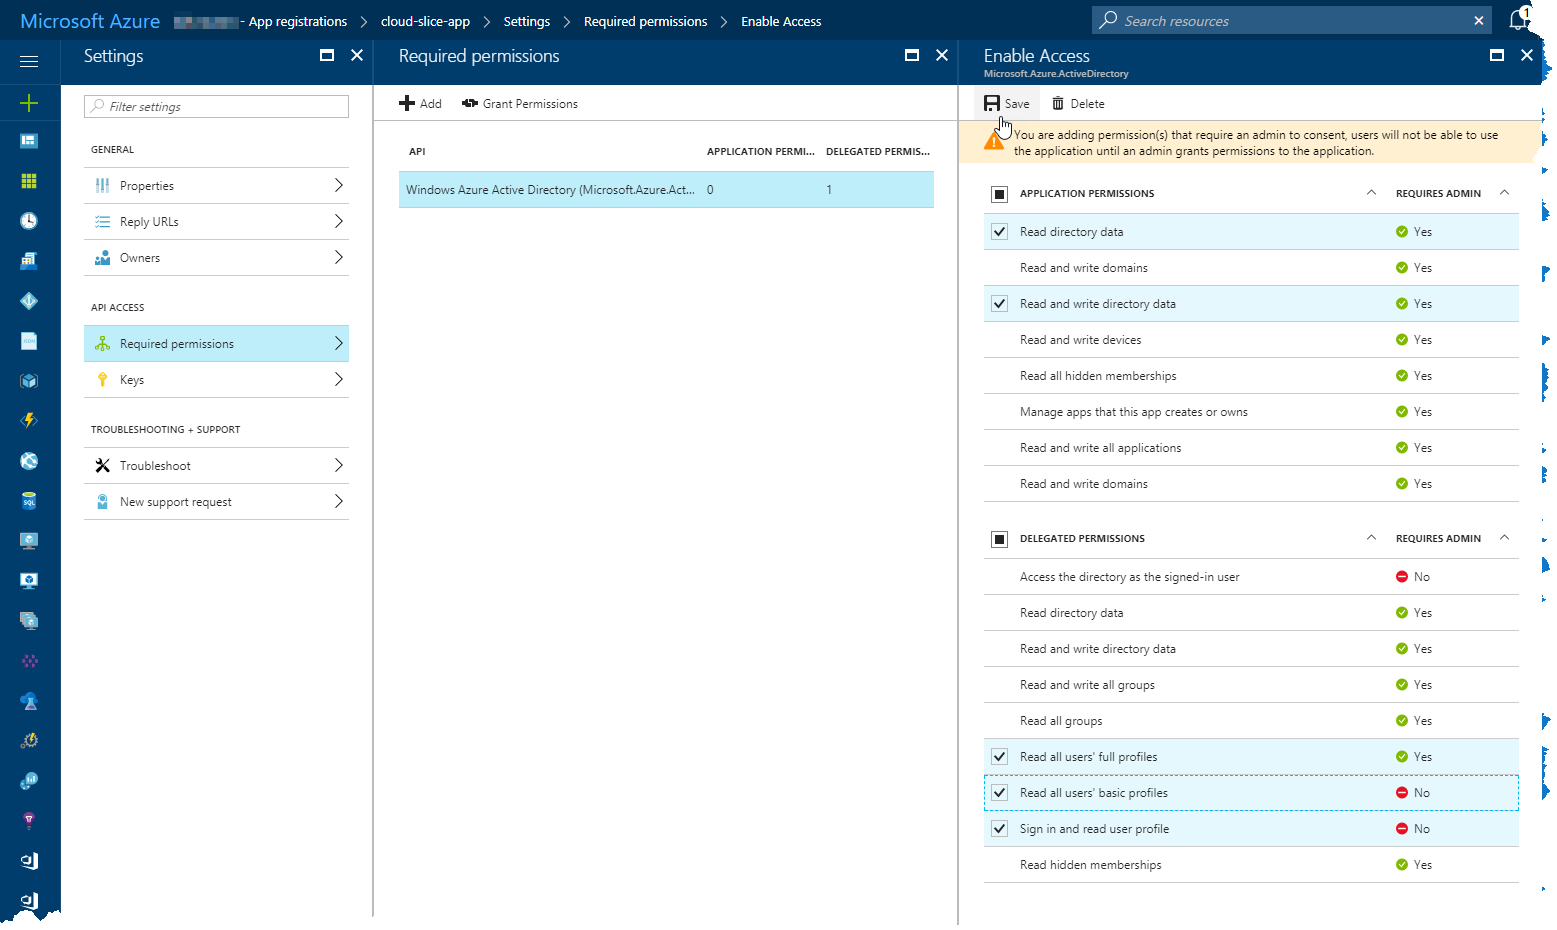 Microsoft Azure
- App registrations > cloud-slice-app > Settings > Required permissions > Enable Access
Search resources
1
Settings
Filter settings
GENERAL
Properties
Reply URLs
Owners
API ACCESS
Required permissions
Keys
TROUBLESHOOTING + SUPPORT
Troubleshoot
New support request
Required permissions
Add
Grant Permissions
API
APPLICATION PERMI...
DELEGATED PERMIS...
Windows Azure Active Directory (Microsoft.Azure.Act...
0
1
Enable Access
Microsoft.Azure.ActiveDirectory
Save
Delete
You are adding permission(s) that require an admin to consent, users will not be able to use
the application until an admin grants permissions to the application.
APPLICATION PERMISSIONS
REQUIRES ADMIN
Read directory data
Yes
Read and write domains
Yes
Read and write directory data
Yes
Read and write devices
Yes
Read all hidden memberships
Yes
Manage apps that this app creates or owns
Yes
Read and write all applications
Yes
Read and write domains
Yes
DELEGATED PERMISSIONS
REQUIRES ADMIN
Access the directory as the signed-in user
No
Read directory data
Yes
Read and write directory data
Yes
Read and write all groups
Yes
Read all groups
Yes
Read all users' full profiles
Yes
Read all users' basic profiles
No
Sign in and read user profile
No
Read hidden memberships
Yes
SQL